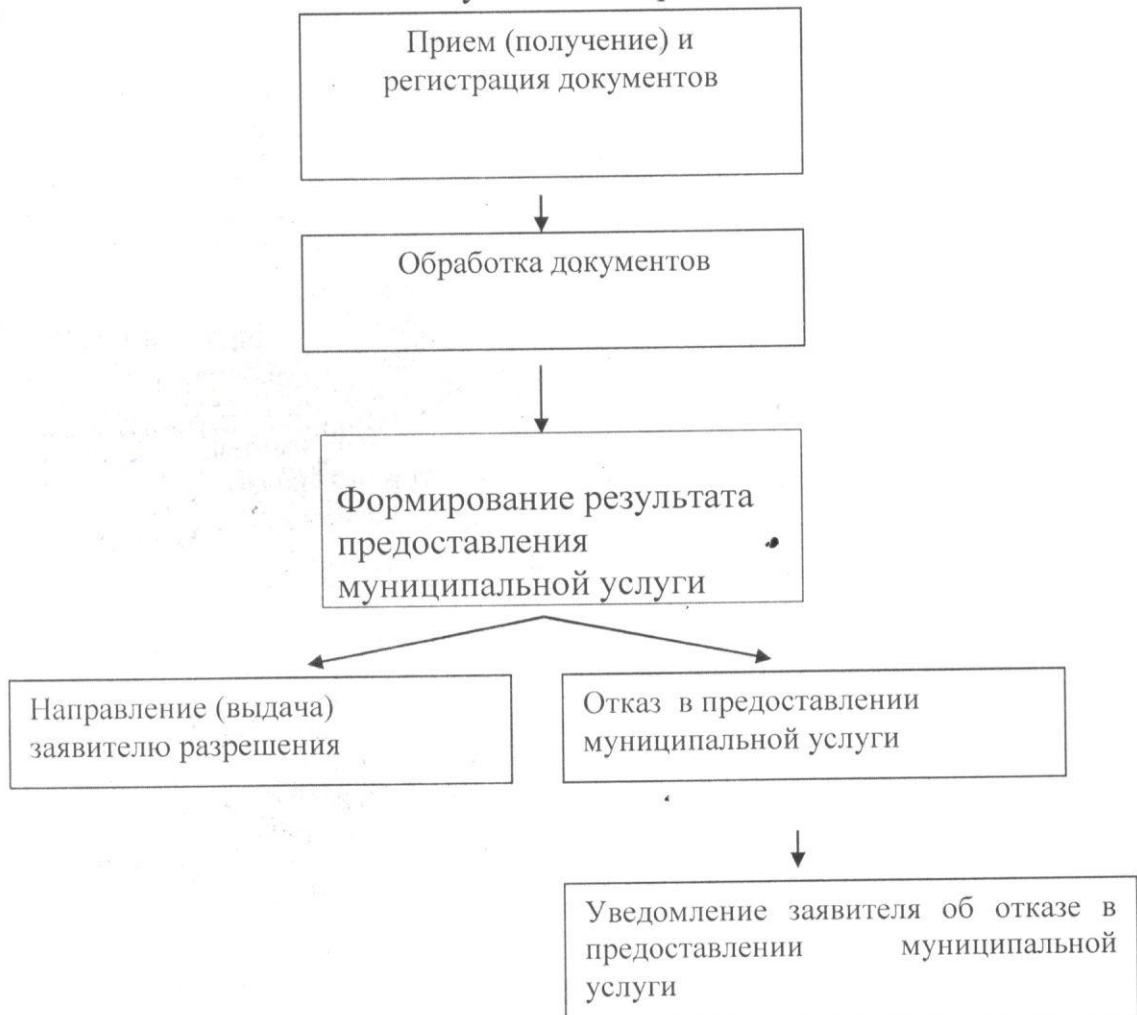 Прием (получение) и
регистрация документов
Обработка документов
Формирование результата
предоставления
муниципальной услуги
Направление (выдача)
заявителю разрешения
Отказ в предоставлении
муниципальной услуги
Уведомление заявителя об отказе в
предоставлении муниципальной
услуги